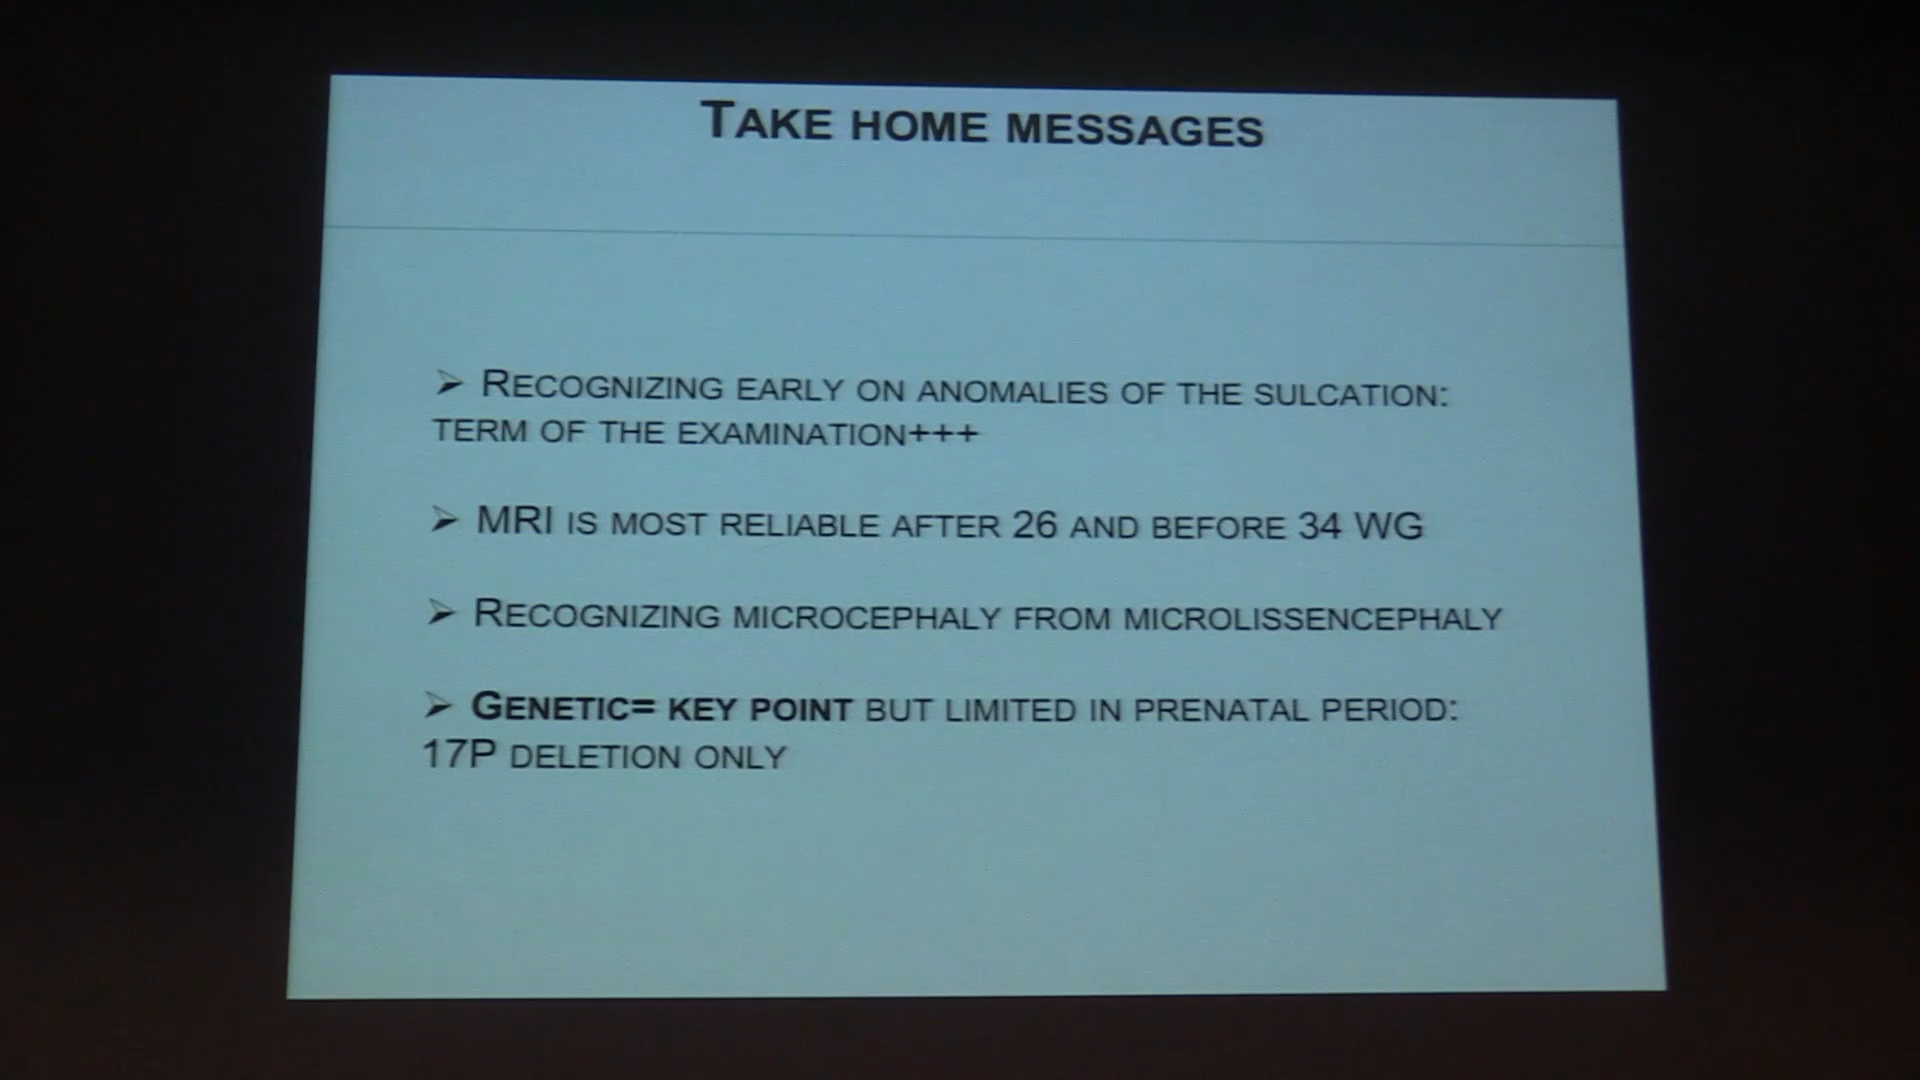 TAKE HOME MESSAGES
➢ RECOGNIZING EARLY ON ANOMALIES OF THE SULCATION:
TERM OF THE EXAMINATION+++
➢ MRI IS MOST RELIABLE AFTER 26 AND BEFORE 34 WG
➢ RECOGNIZING MICROCEPHALY FROM MICROLISSENCEPHALY
➢ GENETIC= KEY POINT BUT LIMITED IN PRENATAL PERIOD:
17P DELETION ONLY